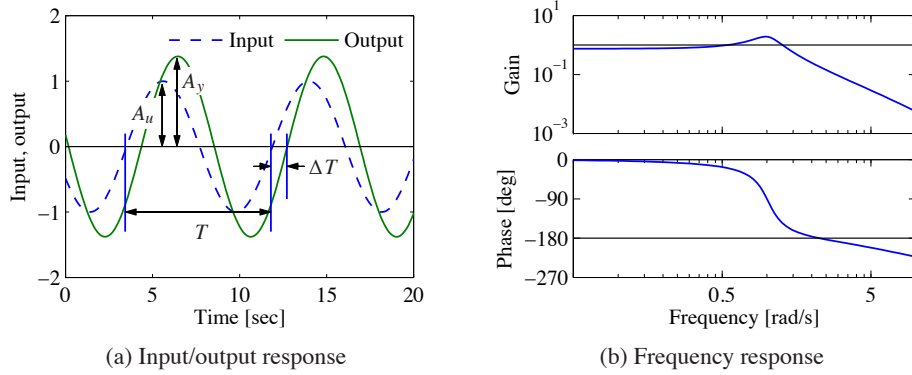 2
Input Output
1
A_y
A_u
0
ΔT
−1
T
−2
0 5 10 15 20
Input, output
Time [sec]
(a) Input/output response
10^1
10^−1
10^−3
Gain
0
−90
−180
−270
Phase [deg]
0.5 5
Frequency [rad/s]
(b) Frequency response